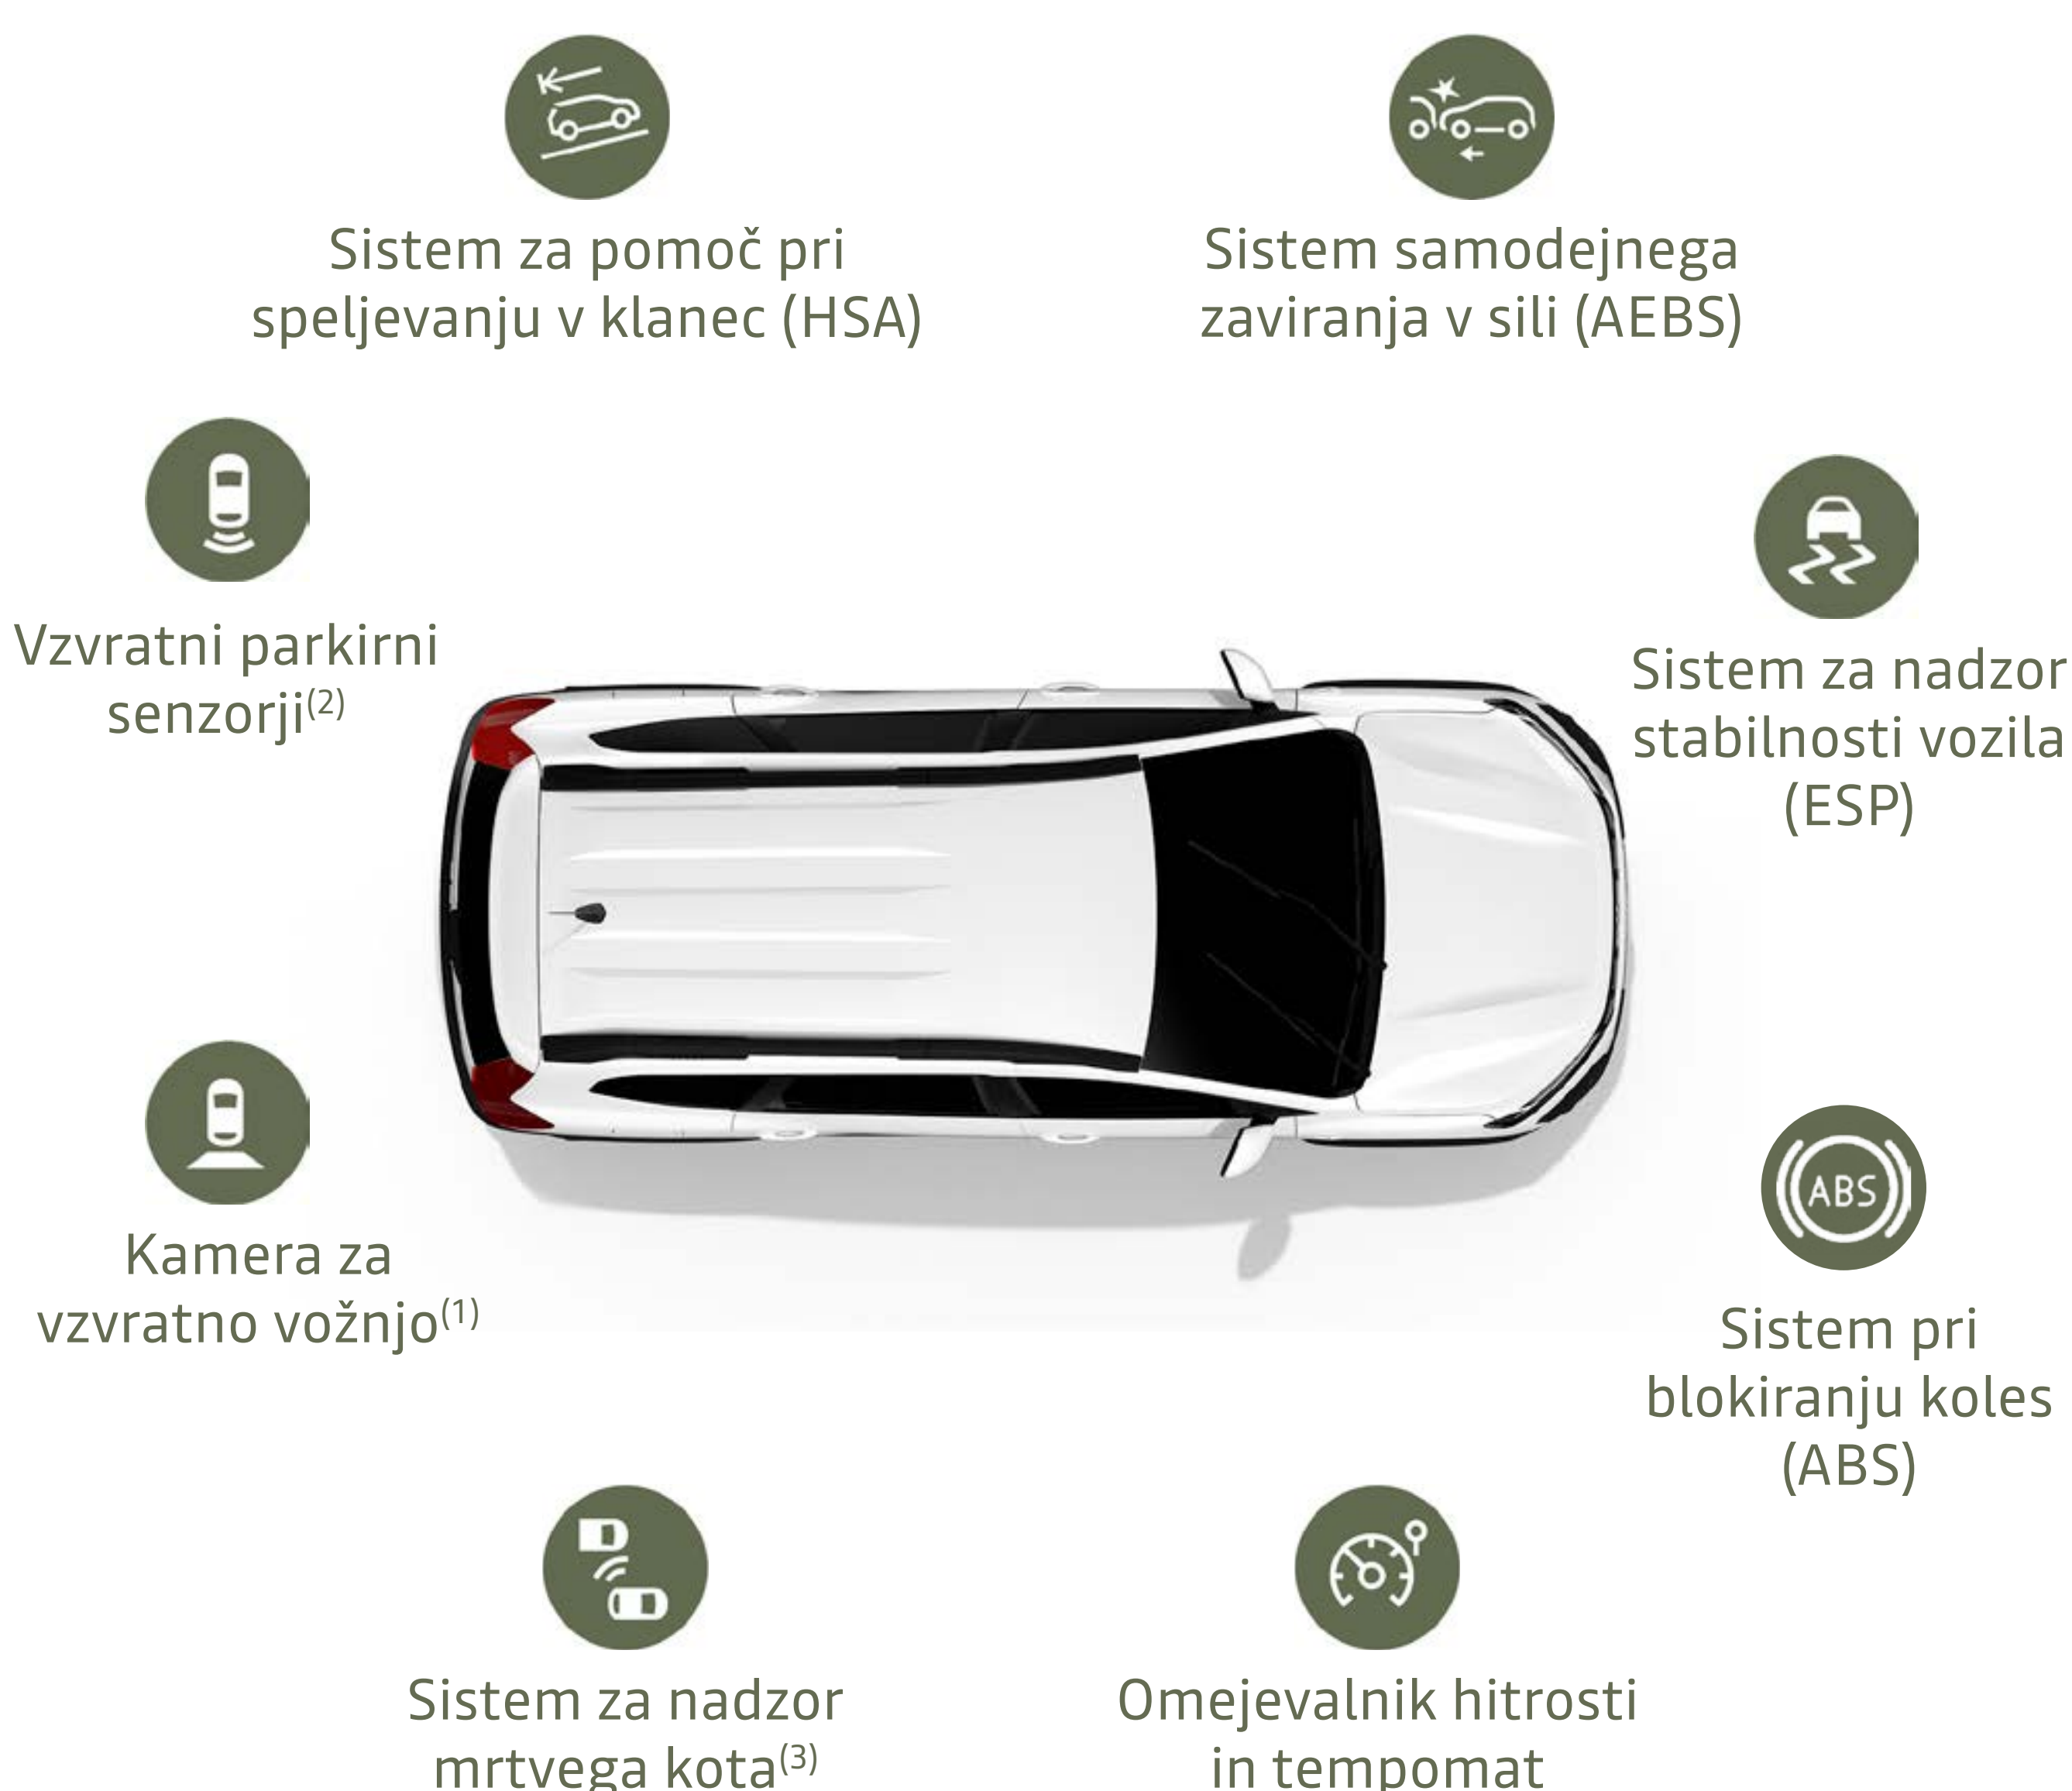 Sistem za pomoč pri
speljevanju v klanec (HSA)
Sistem samodejnega
zaviranja v sili (AEBS)
Vzvratni parkirni
senzorji(2)
Sistem za nadzor
stabilnosti vozila
(ESP)
Kamera za
vzvratno vožnjo(1)
ABS
Sistem pri
blokiranju koles
(ABS)
Sistem za nadzor
mrtvega kota(3)
Omejevalnik hitrosti
in tempomat